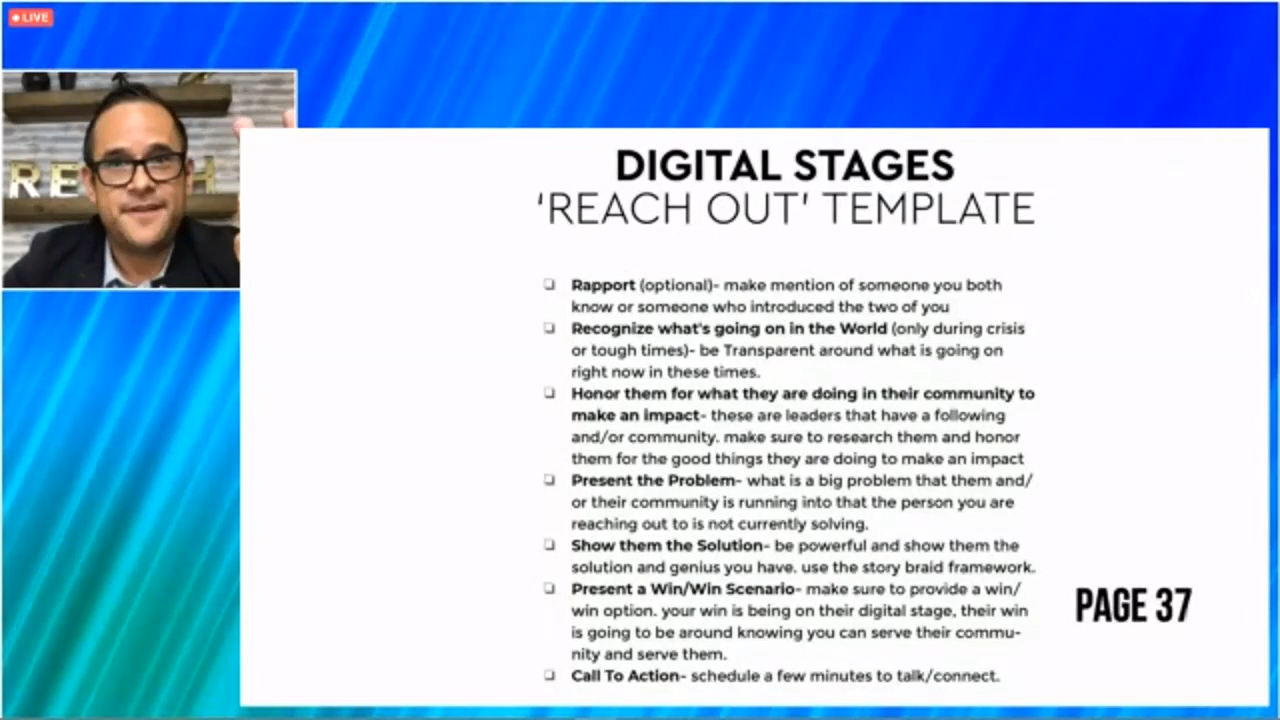 LIVE
RE H
DIGITAL STAGES
'REACH OUT' TEMPLATE
❏ Rapport (optional)- make mention of someone you both
know or someone who introduced the two of you
❏ Recognize what's going on in the World (only during crisis
or tough times)- be Transparent around what is going on
right now in these times.
❏ Honor them for what they are doing in their community to
make an impact- these are leaders that have a following
and/or community. make sure to research them and honor
them for the good things they are doing to make an impact
❏ Present the Problem- what is a big problem that them and/
or their community is running into that the person you are
reaching out to is not currently solving.
❏ Show them the Solution- be powerful and show them the
solution and genius you have. use the story braid framework.
❏ Present a Win/Win Scenario- make sure to provide a win/
win option. your win is being on their digital stage, their win
is going to be around knowing you can serve their commu-
nity and serve them.
❏ Call To Action- schedule a few minutes to talk/connect.
PAGE 37